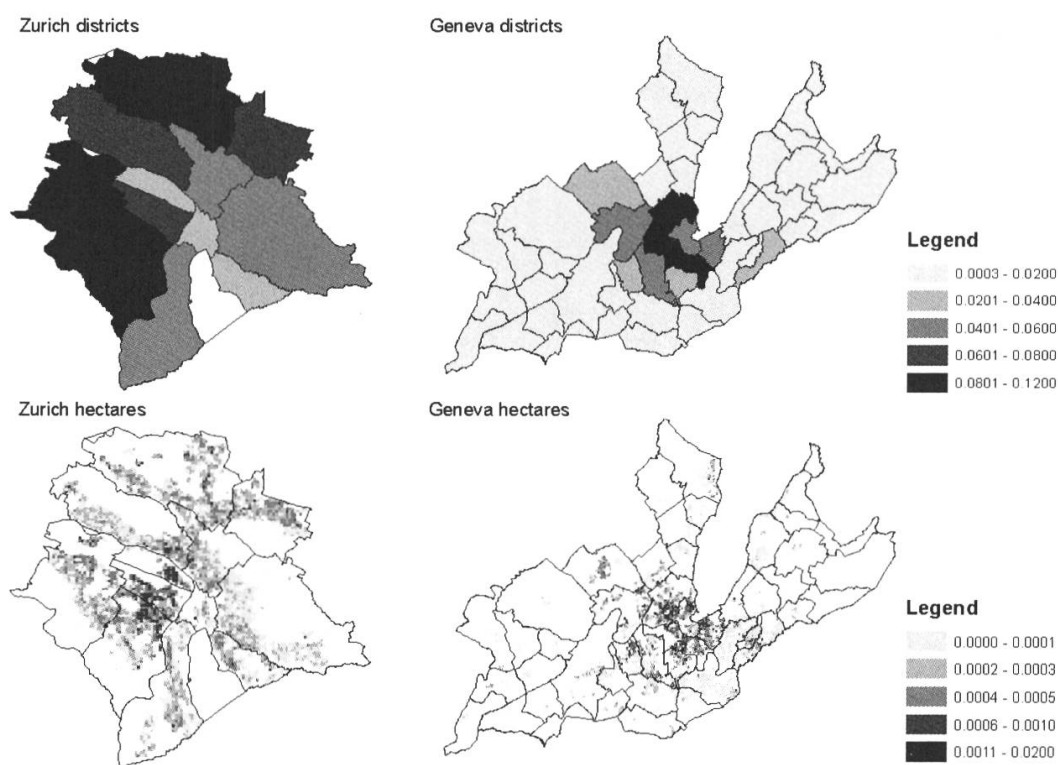 Zurich districts
Geneva districts
Legend
0.0003 - 0.0200
0.0201 - 0.0400
0.0401 - 0.0600
0.0601 - 0.0800
0.0801 - 0.1200
Zurich hectares
Geneva hectares
Legend
0.0000 - 0.0001
0.0002 - 0.0003
0.0004 - 0.0005
0.0006 - 0.0010
0.0011 - 0.0200